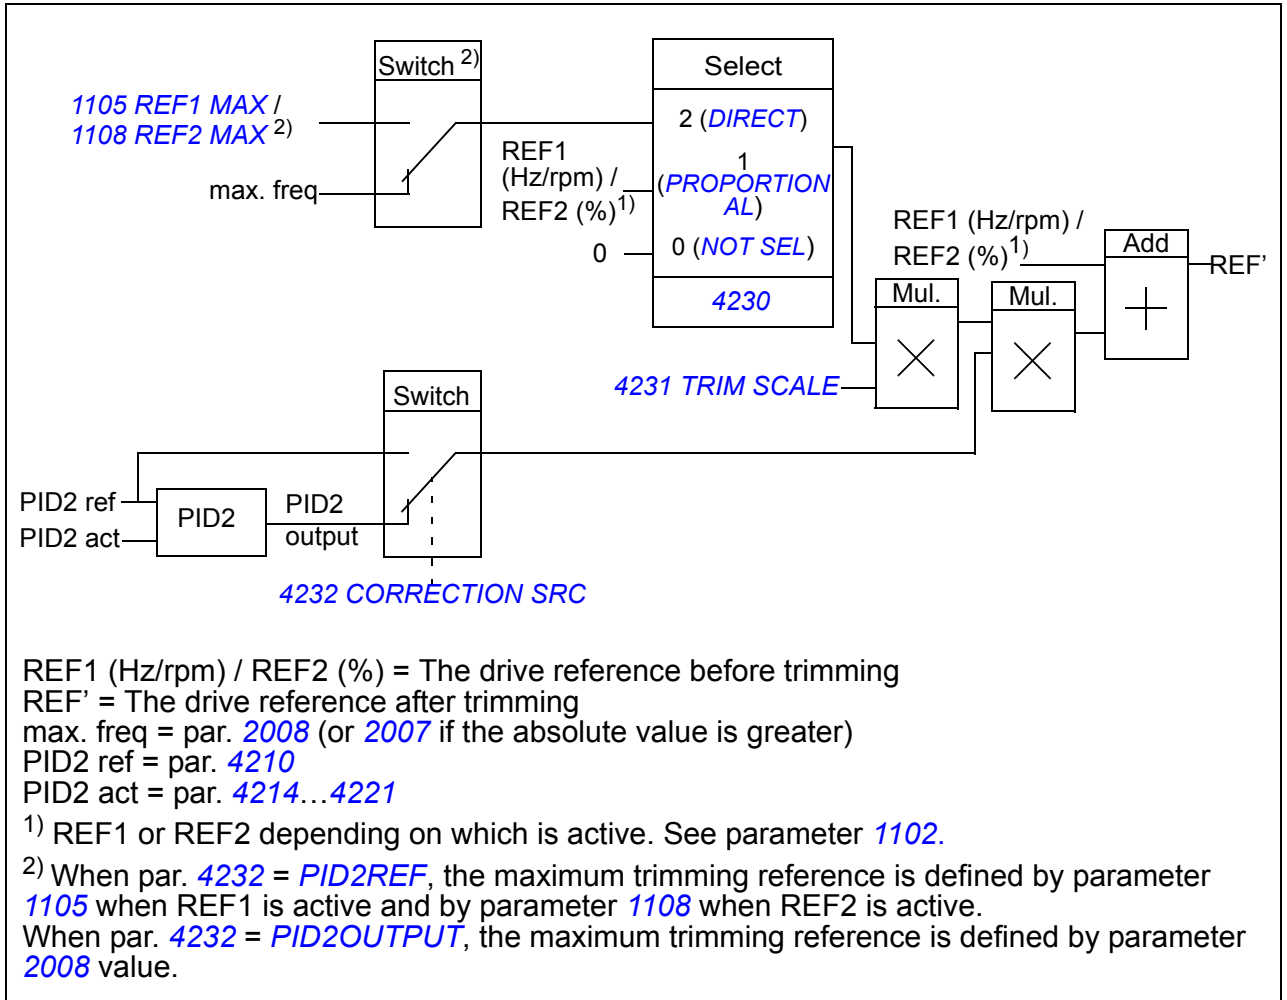 Switch 2)
Select
1105 REF1 MAX /
1108 REF2 MAX 2)
max. freq
2 (DIRECT)
REF1
(Hz/rpm) /
REF2 (%)1)
1
(PROPORTION
AL)
0
0 (NOT SEL)
4230
REF1 (Hz/rpm) /
REF2 (%)1)
Add
REF’
Mul.
Mul.
4231 TRIM SCALE
Switch
PID2 ref
PID2 act
PID2
PID2
output
4232 CORRECTION SRC
REF1 (Hz/rpm) / REF2 (%) = The drive reference before trimming
REF’ = The drive reference after trimming
max. freq = par. 2008 (or 2007 if the absolute value is greater)
PID2 ref = par. 4210
PID2 act = par. 4214…4221
1) REF1 or REF2 depending on which is active. See parameter 1102.
2) When par. 4232 = PID2REF, the maximum trimming reference is defined by parameter
1105 when REF1 is active and by parameter 1108 when REF2 is active.
When par. 4232 = PID2OUTPUT, the maximum trimming reference is defined by parameter
2008 value.